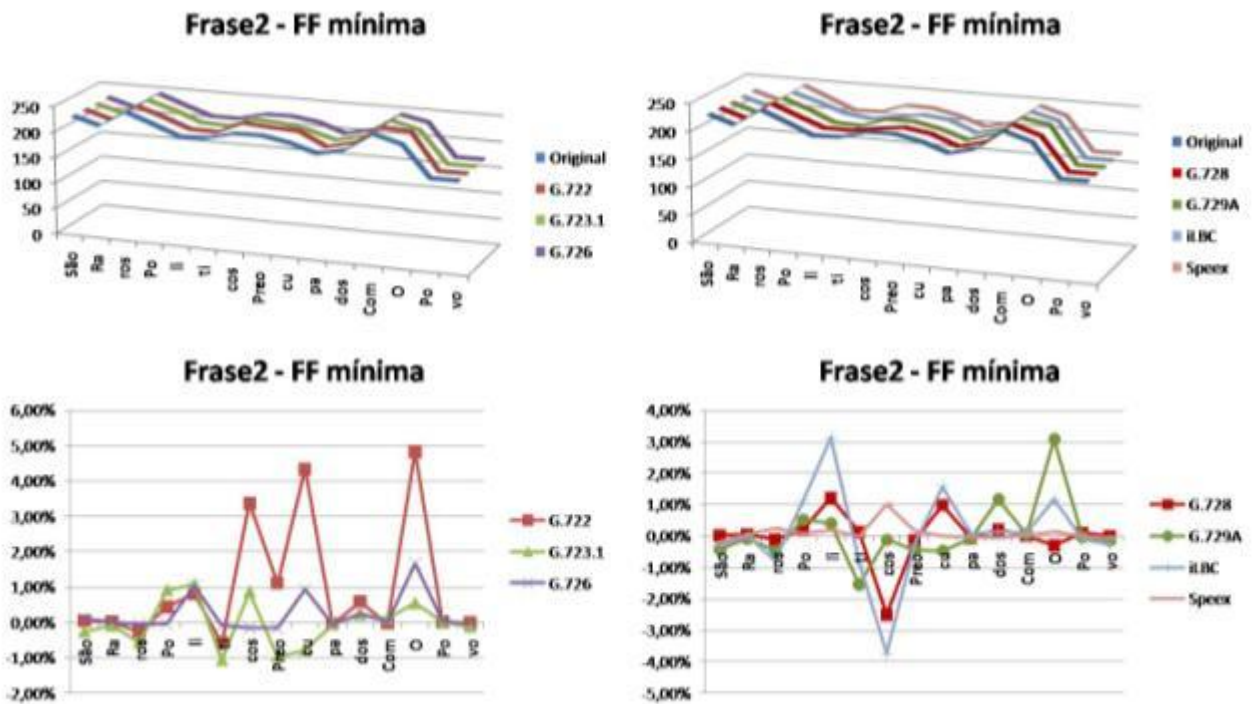 Frase2 - FF mínima
250
200
150
100
50
0
São
Ra
ros
Po
li
ti
cos
Preo
cu
pa
dos
Com
O
Po
vo
Original
G.722
G.723.1
G.726
Frase2 - FF mínima
250
200
150
100
50
0
São
Ra
ros
Po
li
ti
cos
Preo
cu
pa
dos
Com
O
Po
vo
Original
G.728
G.729A
iLBC
Speex
Frase2 - FF mínima
6,00%
5,00%
4,00%
3,00%
2,00%
1,00%
0,00%
-1,00%
-2,00%
São
Ra
ros
Po
li
ti
cos
Preo
cu
pa
dos
Com
O
Po
vo
G.722
G.723.1
G.726
Frase2 - FF mínima
4,00%
3,00%
2,00%
1,00%
0,00%
-1,00%
-2,00%
-3,00%
-4,00%
-5,00%
São
Ra
ros
Po
li
ti
cos
Preo
cu
pa
dos
Com
O
Po
vo
G.728
G.729A
iLBC
Speex